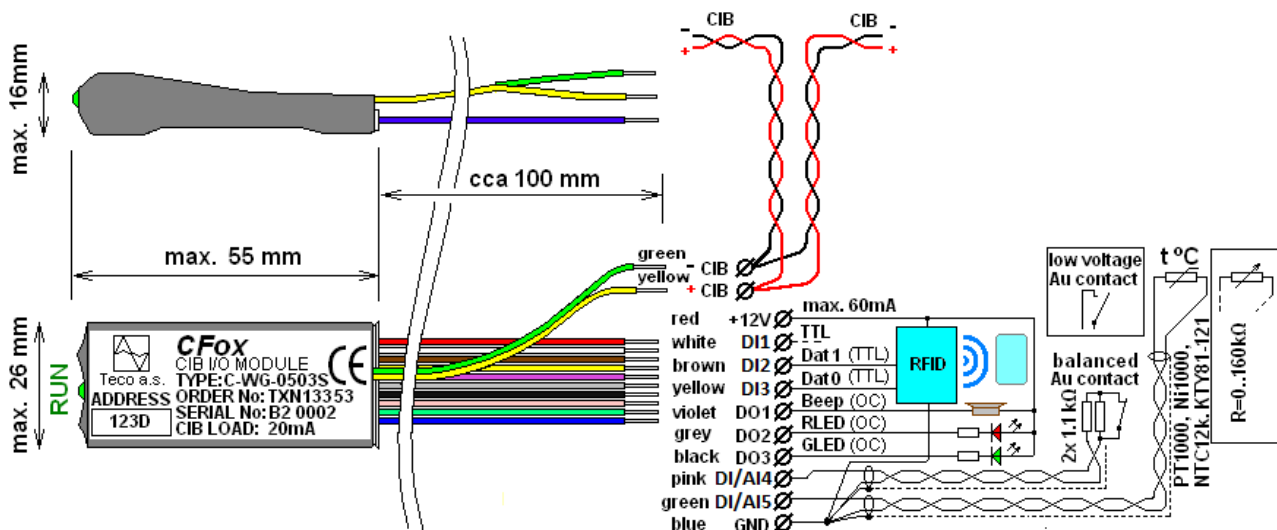 CIB
CIB
-
+
-
+
max. 16mm
cca 100 mm
max. 55 mm
green
-
CIB
yellow
+
CIB
max. 26 mm
RUN
Teco a.s.
ADDRESS
123D
CFox
CIB I/O MODULE
TYPE:C-WG-0503S
ORDER No:TXN13353
SERIAL No:B2 0002
CIB LOAD: 20mA
CE
max. 60mA
red +12V
white DI1 TTL
brown DI2 Dat1 (TTL)
yellow DI3 Dat0 (TTL)
violet DO1 Beep (OC)
grey DO2 RLED (OC)
black DO3 GLED (OC)
pink DI/AI4
green DI/AI5
blue GND
RFID
low voltage
Au contact
balanced
Au contact
2x 1.1kΩ
t ºC
PT1000, Ni1000,
NTC12k.KTY81-121
R=0..160kΩ